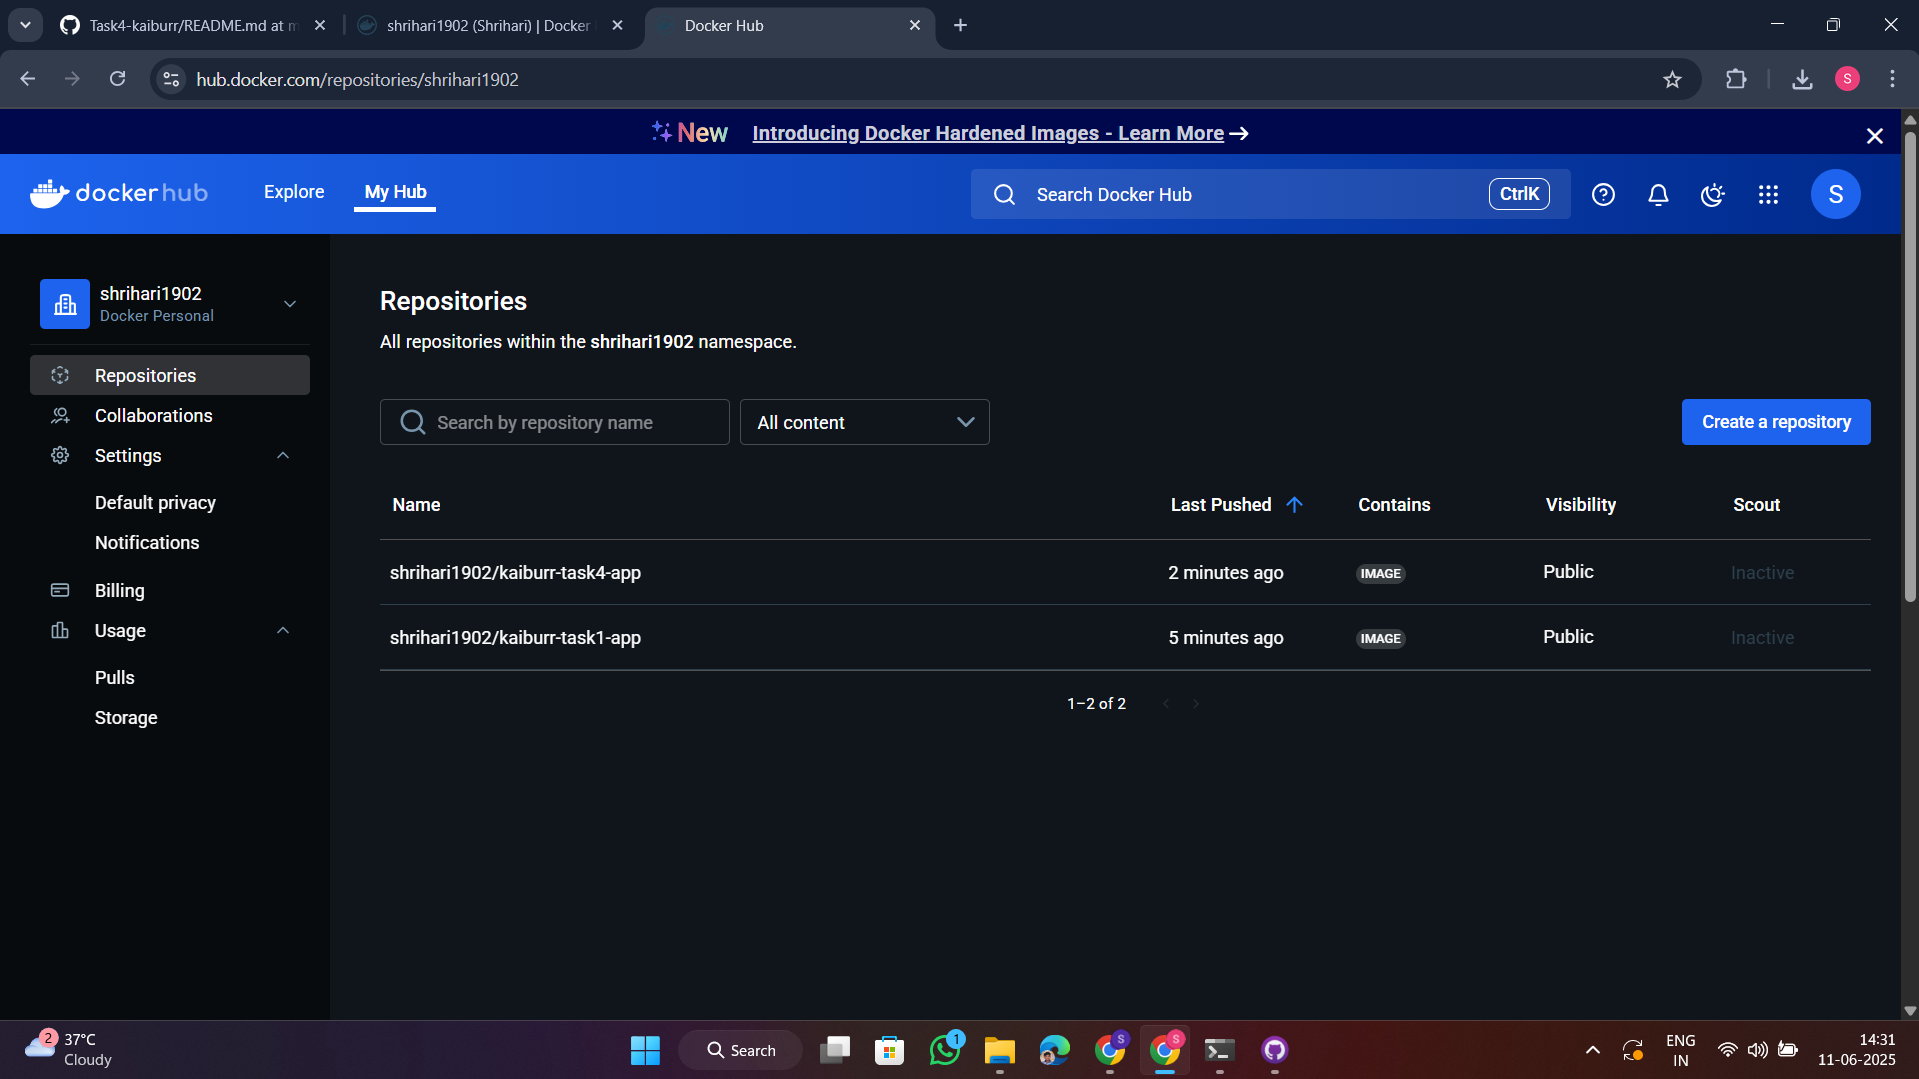 Task4-kaiburr/README.md at m
shrihari1902 (Shrihari) | Docker
Docker Hub
hub.docker.com/repositories/shrihari1902
S
New
Introducing Docker Hardened Images - Learn More →
docker hub
Explore
My Hub
Search Docker Hub
CtrlK
S
shrihari1902
Docker Personal
Repositories
Collaborations
Settings
Default privacy
Notifications
Billing
Usage
Pulls
Storage
Repositories
All repositories within the shrihari1902 namespace.
Search by repository name
All content
Create a repository
Name Last Pushed Contains Visibility Scout
shrihari1902/kaiburr-task4-app 2 minutes ago IMAGE Public Inactive
shrihari1902/kaiburr-task1-app 5 minutes ago IMAGE Public Inactive
1–2 of 2
2
37°C
Cloudy
Search
1
S
S
ENG
IN
14:31
11-06-2025